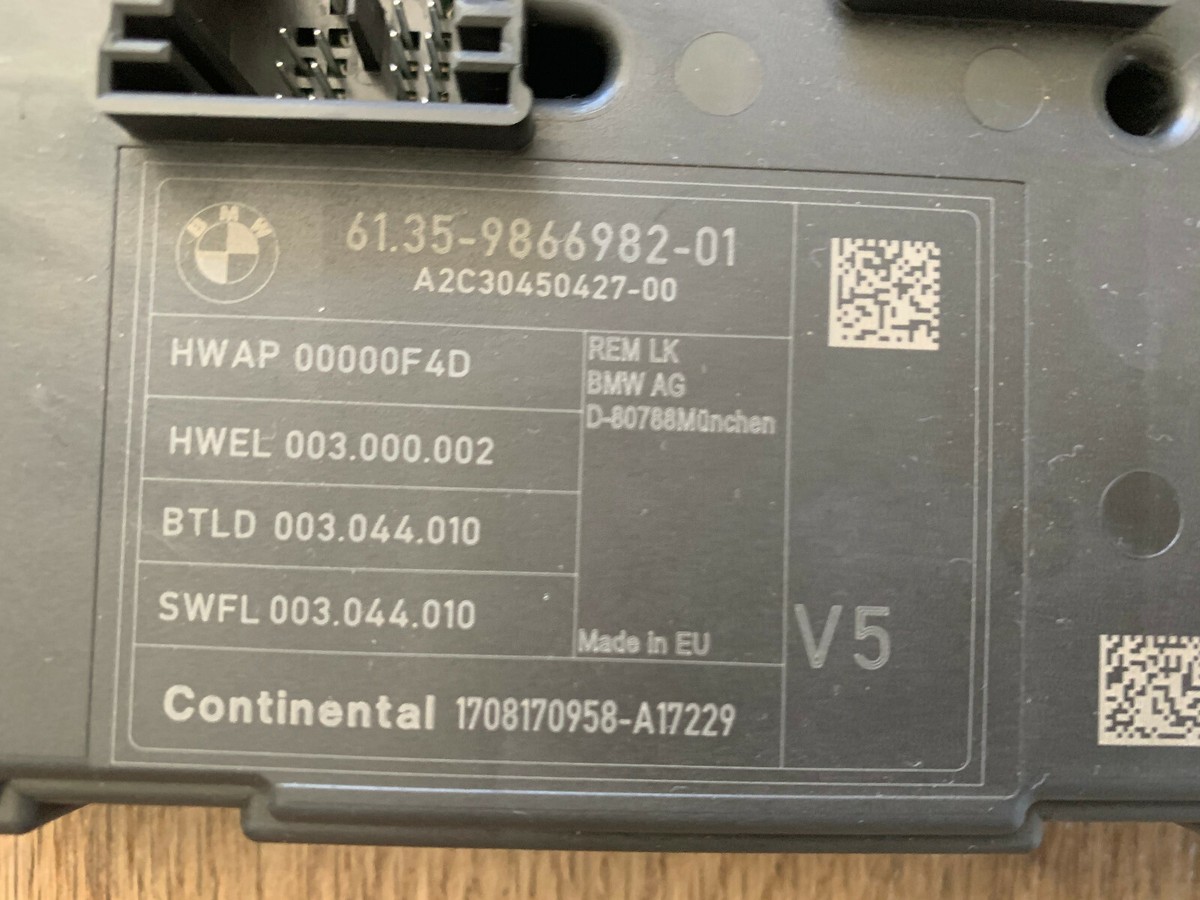 BMW
61.35-9866982-01
A2C30450427-00
HWAP 00000F4D
HWEL 003.000.002
BTLD 003.044.010
SWFL 003.044.010
REM LK
BMW AG
D-80788München
Made in EU
V5
Continental 1708170958-A17229